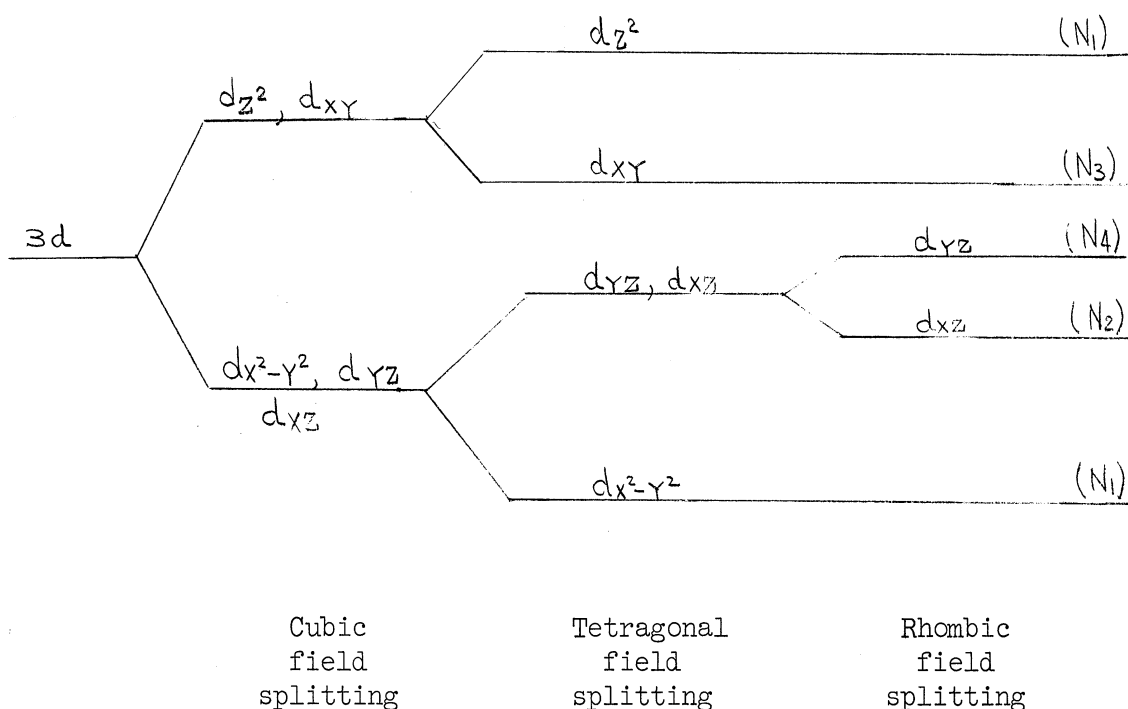 dz² (N₁)
dz², dxy
dxy (N₃)
3d
dyz (N₄)
dyz, dxz
dxz (N₂)
dx²-y², dyz
dxz
dx²-y² (N₁)
Cubic
field
splitting
Tetragonal
field
splitting
Rhombic
field
splitting